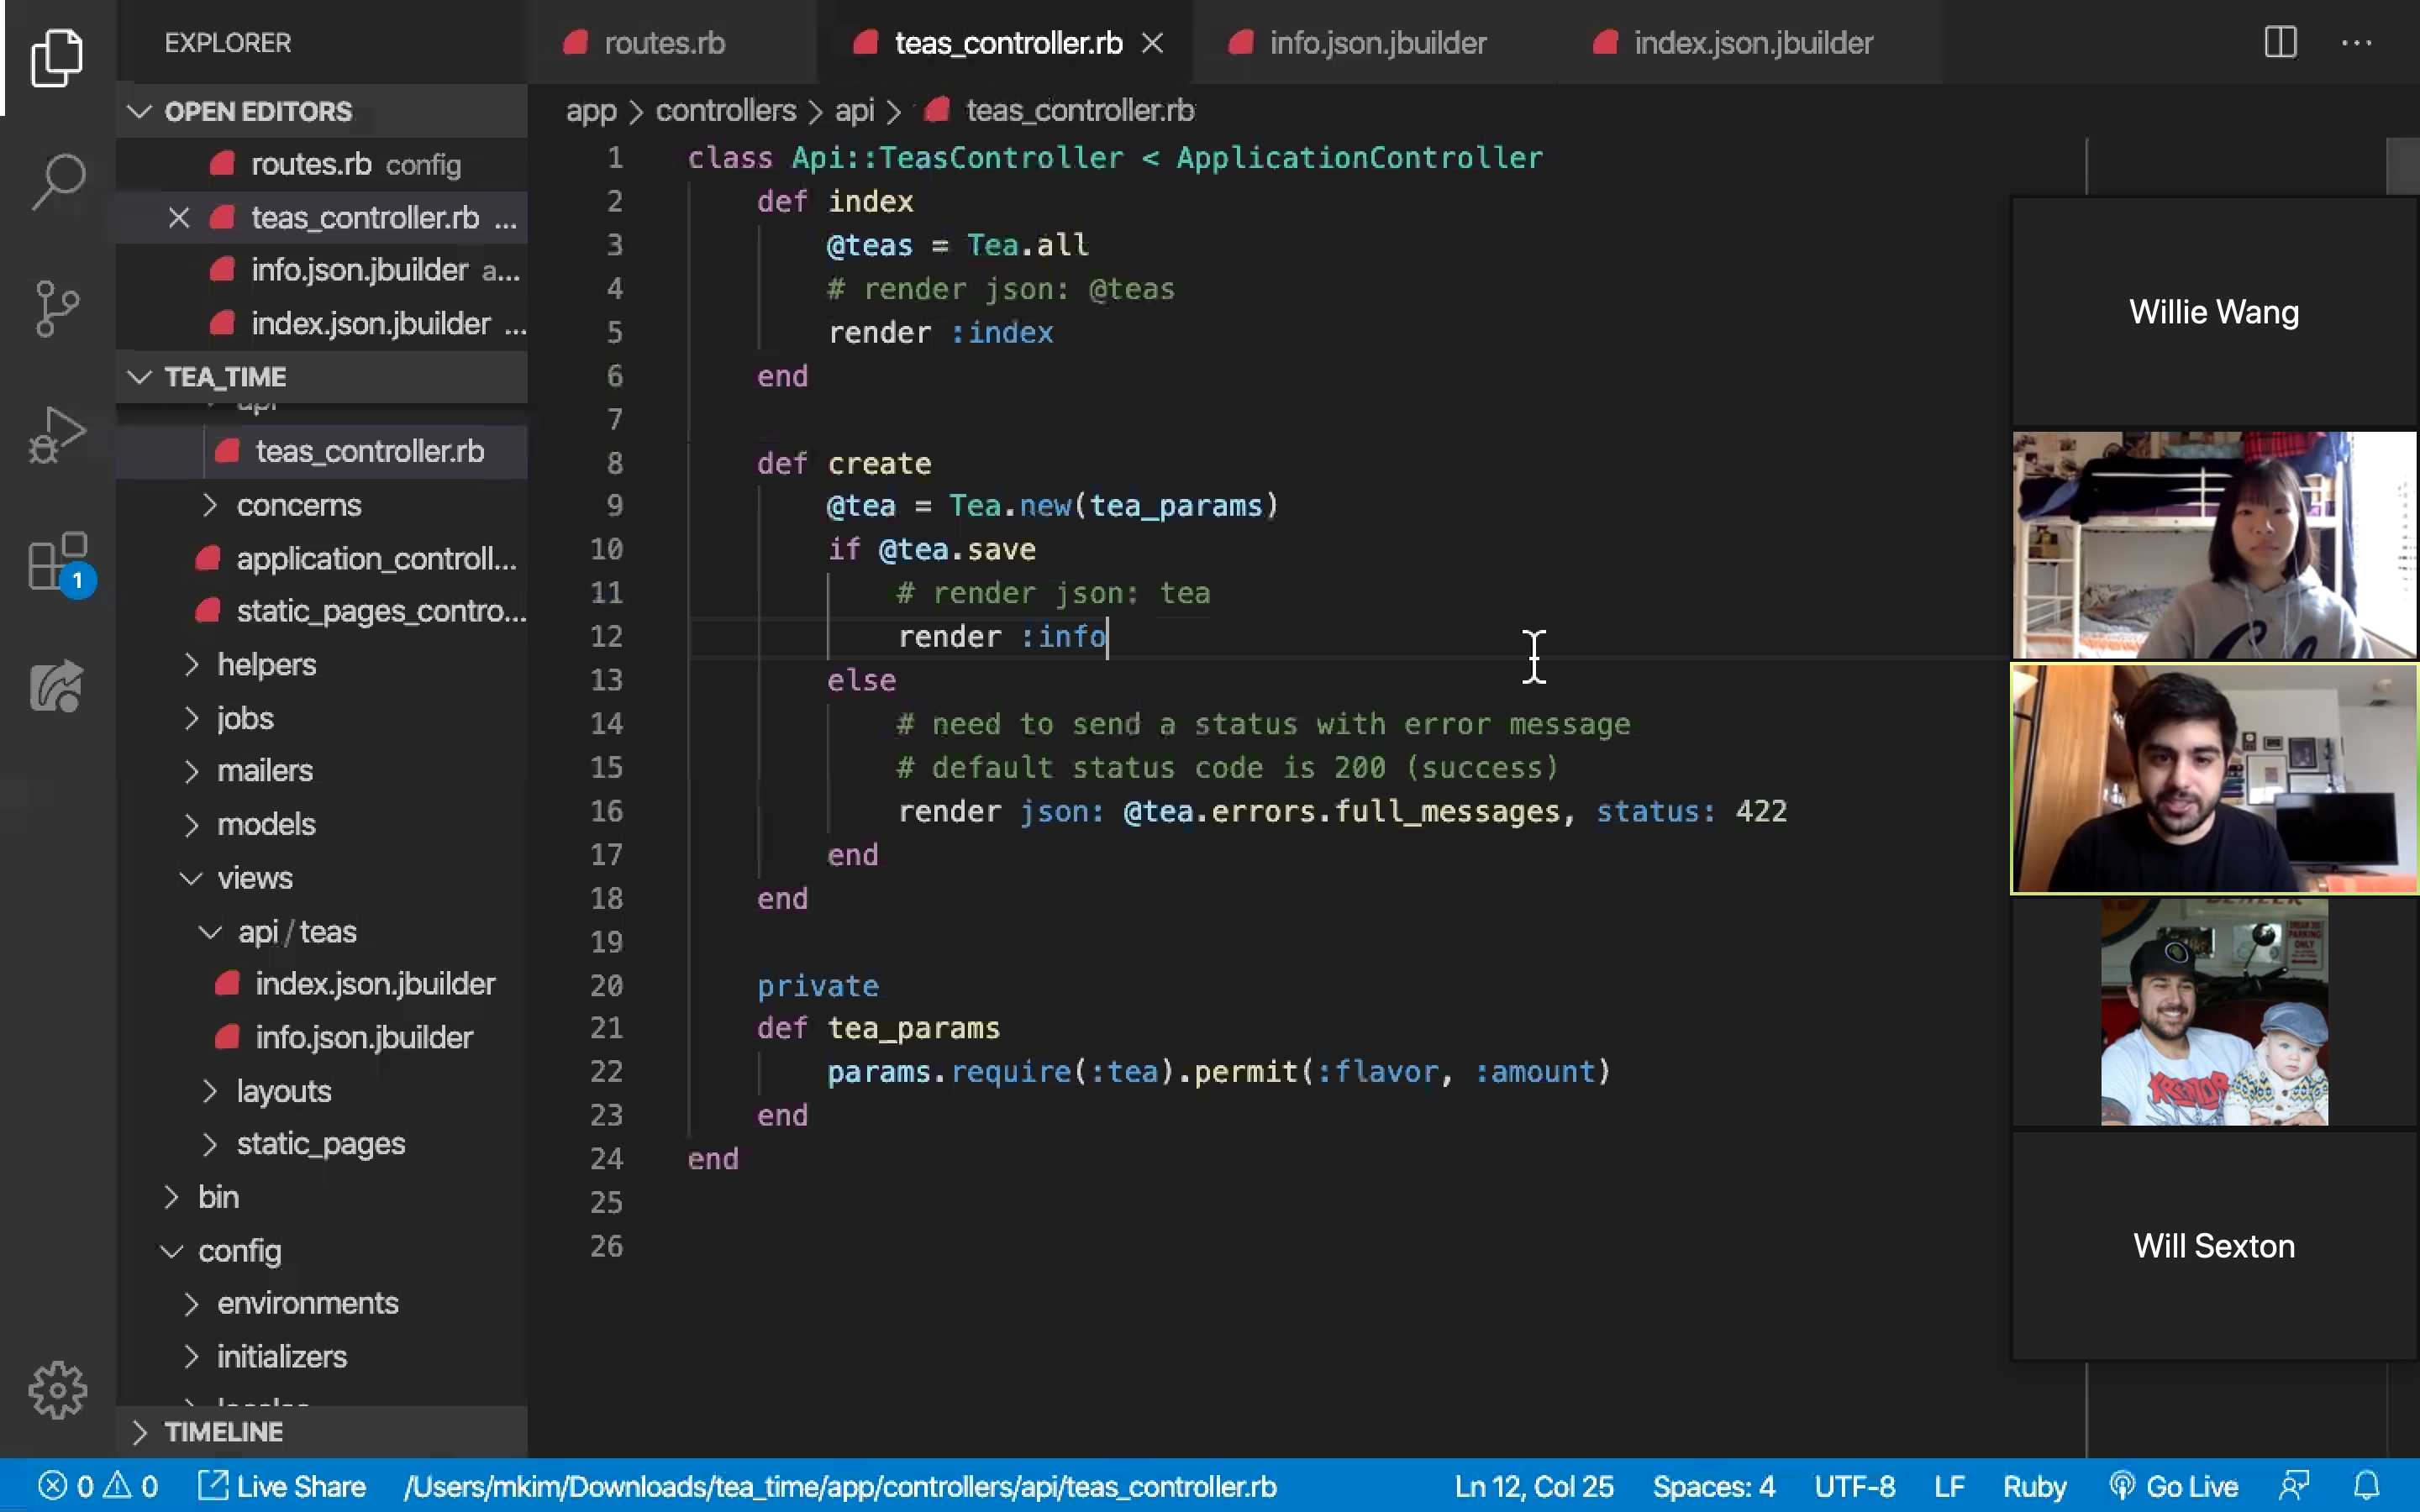 EXPLORER
OPEN EDITORS
routes.rb config
teas_controller.rb ...
info.json.jbuilder a...
index.json.jbuilder ...
TEA_TIME
api
teas_controller.rb
concerns
application_controll...
static_pages_contro...
helpers
jobs
mailers
models
views
api / teas
index.json.jbuilder
info.json.jbuilder
layouts
static_pages
bin
config
environments
initializers
TIMELINE
1
routes.rb
teas_controller.rb
info.json.jbuilder
index.json.jbuilder
app > controllers > api > teas_controller.rb
1 class Api::TeasController < ApplicationController
2 def index
3 @teas = Tea.all
4 # render json: @teas
5 render :index
6 end
7
8 def create
9 @tea = Tea.new(tea_params)
10 if @tea.save
11 # render json: tea
12 render :info
13 else
14 # need to send a status with error message
15 # default status code is 200 (success)
16 render json: @tea.errors.full_messages, status: 422
17 end
18 end
19
20 private
21 def tea_params
22 params.require(:tea).permit(:flavor, :amount)
23 end
24 end
25
26
Willie Wang
DREAM
PARKING
ONLY
Will Sexton
0 0 Live Share /Users/mkim/Downloads/tea_time/app/controllers/api/teas_controller.rb Ln 12, Col 25 Spaces: 4 UTF-8 LF Ruby Go Live